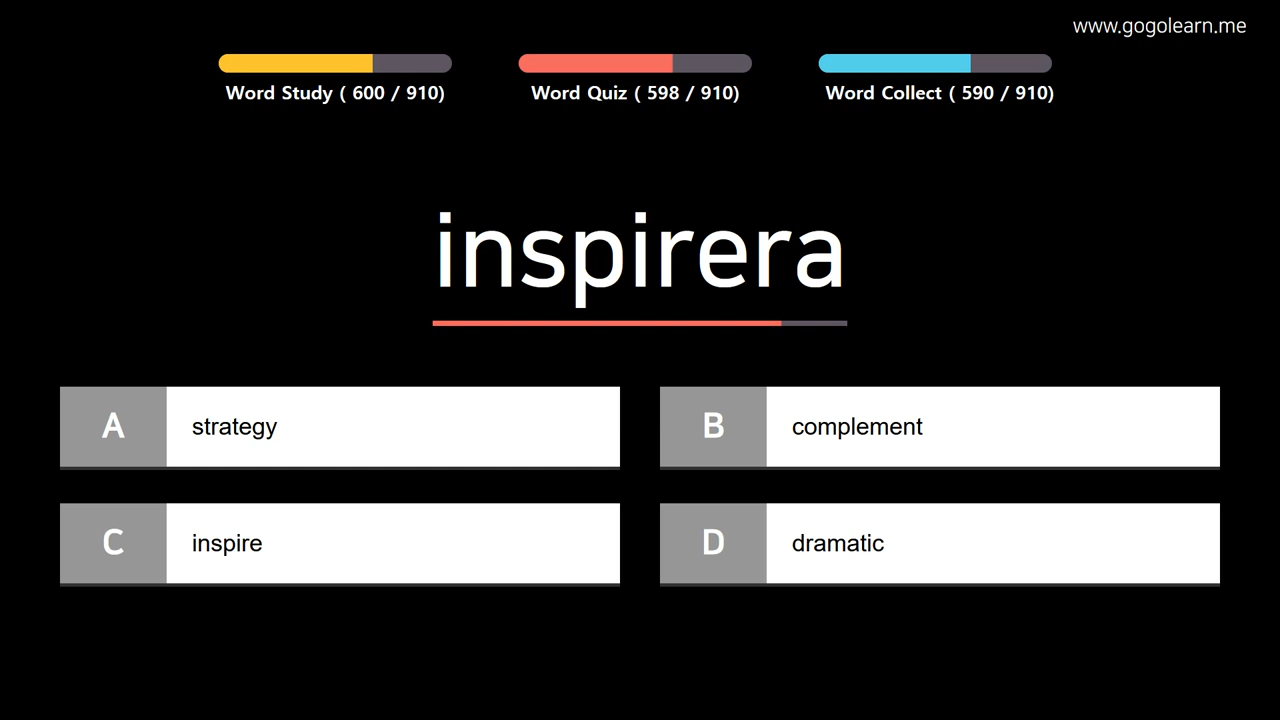 www.gogolearn.me
Word Study ( 600 / 910)
Word Quiz ( 598 / 910)
Word Collect ( 590 / 910)
inspirera
A strategy
B complement
C inspire
D dramatic